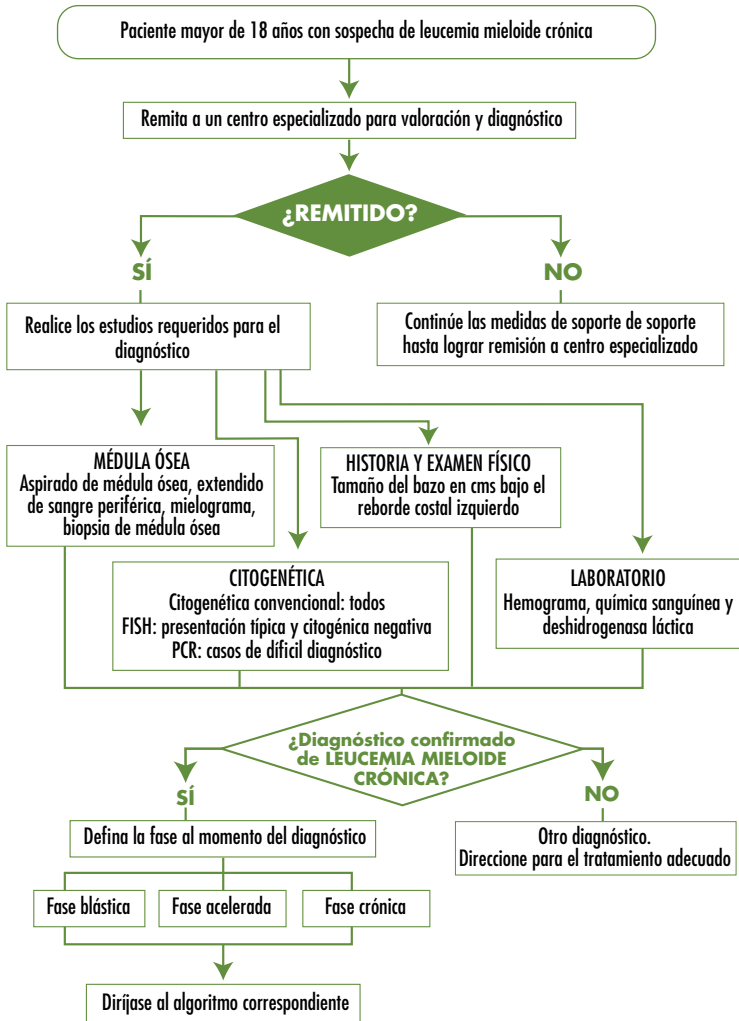 Paciente mayor de 18 años con sospecha de leucemia mieloide crónica
Remita a un centro especializado para valoración y diagnóstico
¿REMITIDO?
SÍ
NO
Realice los estudios requeridos para el
diagnóstico
Continúe las medidas de soporte de soporte
hasta lograr remisión a centro especializado
MÉDULA ÓSEA
Aspirado de médula ósea, extendido
de sangre periférica, mielograma,
biopsia de médula ósea
HISTORIA Y EXAMEN FÍSICO
Tamaño del bazo en cms bajo el
reborde costal izquierdo
CITOGENÉTICA
Citogenética convencional: todos
FISH: presentación típica y citogénica negativa
PCR: casos de díficil diagnóstico
LABORATORIO
Hemograma, química sanguínea y
deshidrogenasa láctica
¿Diagnóstico confirmado
de LEUCEMIA MIELOIDE
CRÓNICA?
SÍ
NO
Defina la fase al momento del diagnóstico
Otro diagnóstico.
Direccione para el tratamiento adecuado
Fase blástica
Fase acelerada
Fase crónica
Diríjase al algoritmo correspondiente